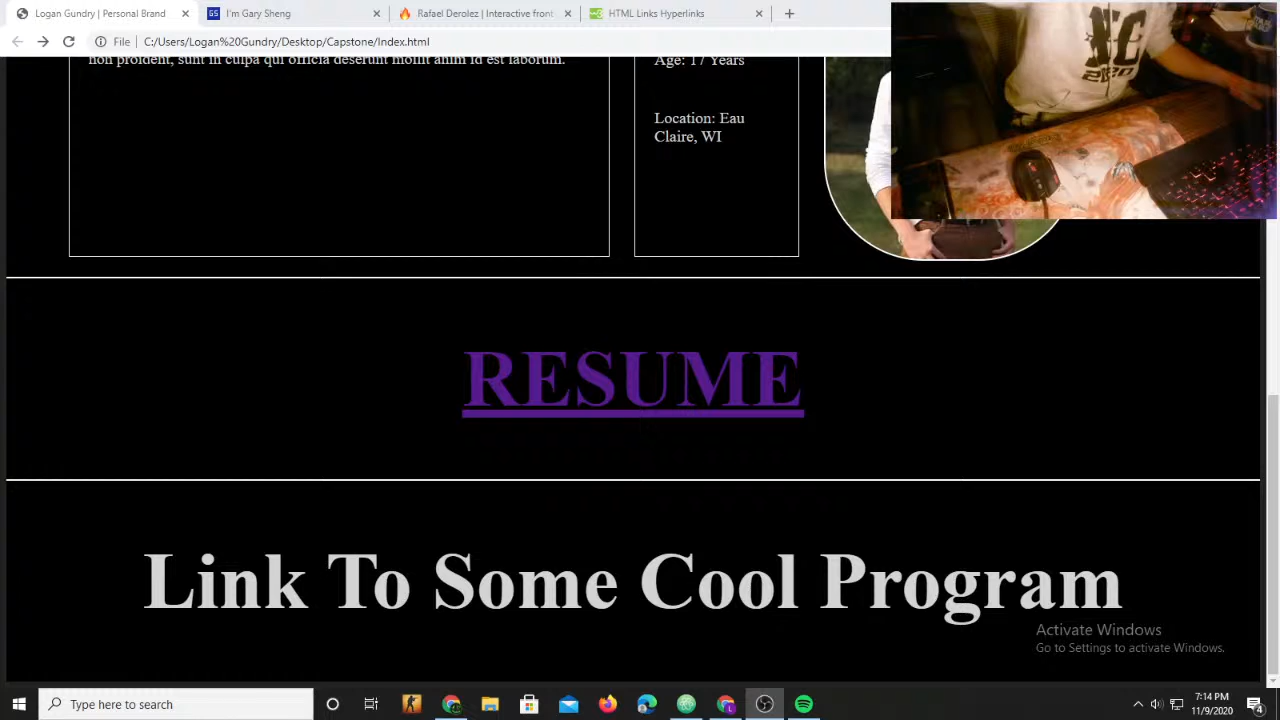 Logan Gundry | Personal Brand
I'm Gary Sheng
Rafael Derolez | Interactive front
HTML Links Hyperlinks
File
C:/Users/Logan%20Gundry/Desktop/Capstone/Index.html
non proident, sunt in culpa qui officia deserunt mollit anim id est laborum.
Age: 17 Years
Location: Eau
Claire, WI
RESUME
Link To Some Cool Program
Activate Windows
Go to Settings to activate Windows.
Type here to search
7:14 PM
11/9/2020
4